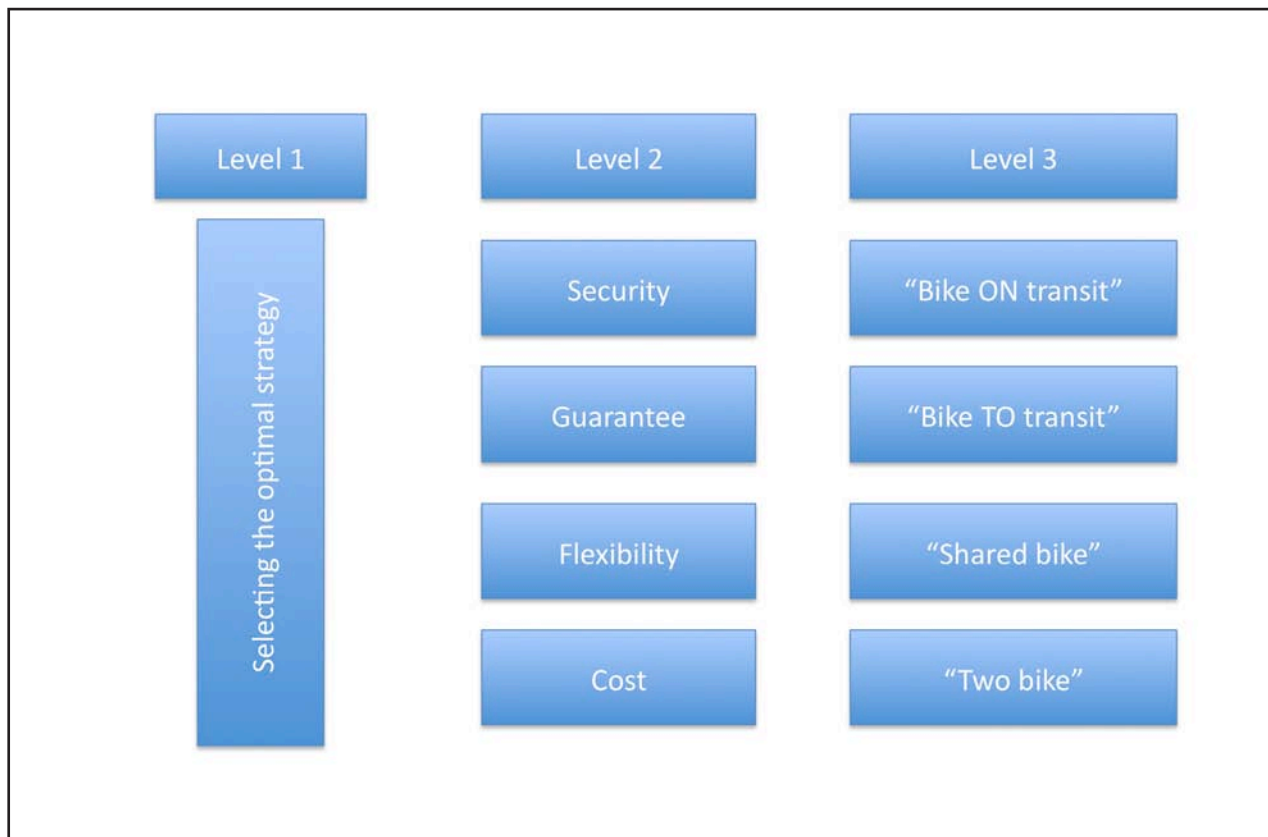 Level 1
Level 2
Level 3
Selecting the optimal strategy
Security
“Bike ON transit”
Guarantee
“Bike TO transit”
Flexibility
“Shared bike”
Cost
“Two bike”